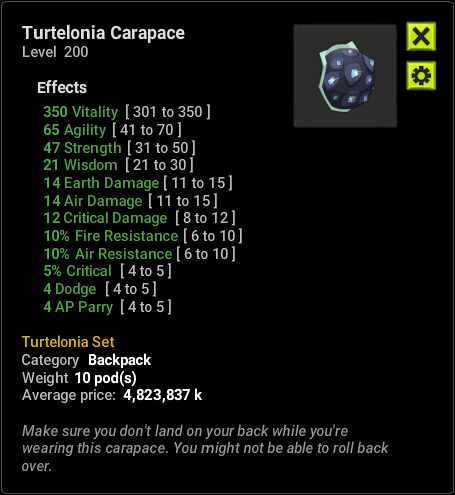 Turtelonia Carapace
Level 200
Effects
350 Vitality [ 301 to 350 ]
65 Agility [ 41 to 70 ]
47 Strength [ 31 to 50 ]
21 Wisdom [ 21 to 30 ]
14 Earth Damage [ 11 to 15 ]
14 Air Damage [ 11 to 15 ]
12 Critical Damage [ 8 to 12 ]
10% Fire Resistance [ 6 to 10 ]
10% Air Resistance [ 6 to 10 ]
5% Critical [ 4 to 5 ]
4 Dodge [ 4 to 5 ]
4 AP Parry [ 4 to 5 ]
Turtelonia Set
Category Backpack
Weight 10 pod(s)
Average price: 4,823,837 k
Make sure you don't land on your back while you're
wearing this carapace. You might not be able to roll back
over.